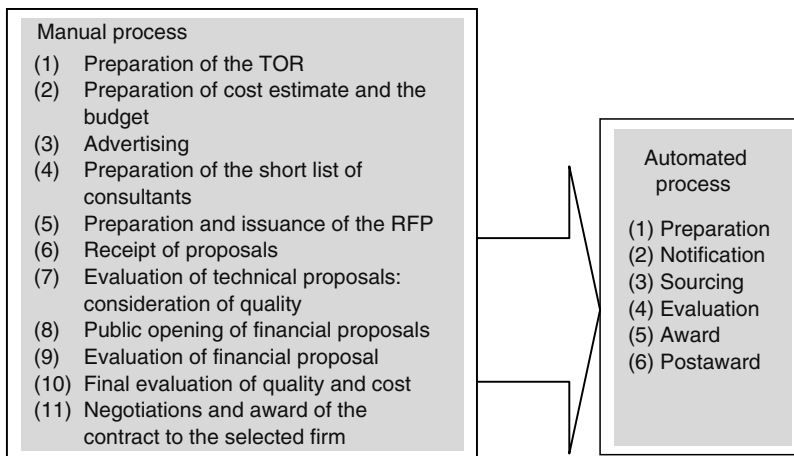 Manual process
(1) Preparation of the TOR
(2) Preparation of cost estimate and the
budget
(3) Advertising
(4) Preparation of the short list of
consultants
(5) Preparation and issuance of the RFP
(6) Receipt of proposals
(7) Evaluation of technical proposals:
consideration of quality
(8) Public opening of financial proposals
(9) Evaluation of financial proposal
(10) Final evaluation of quality and cost
(11) Negotiations and award of the
contract to the selected firm
Automated
process
(1) Preparation
(2) Notification
(3) Sourcing
(4) Evaluation
(5) Award
(6) Postaward